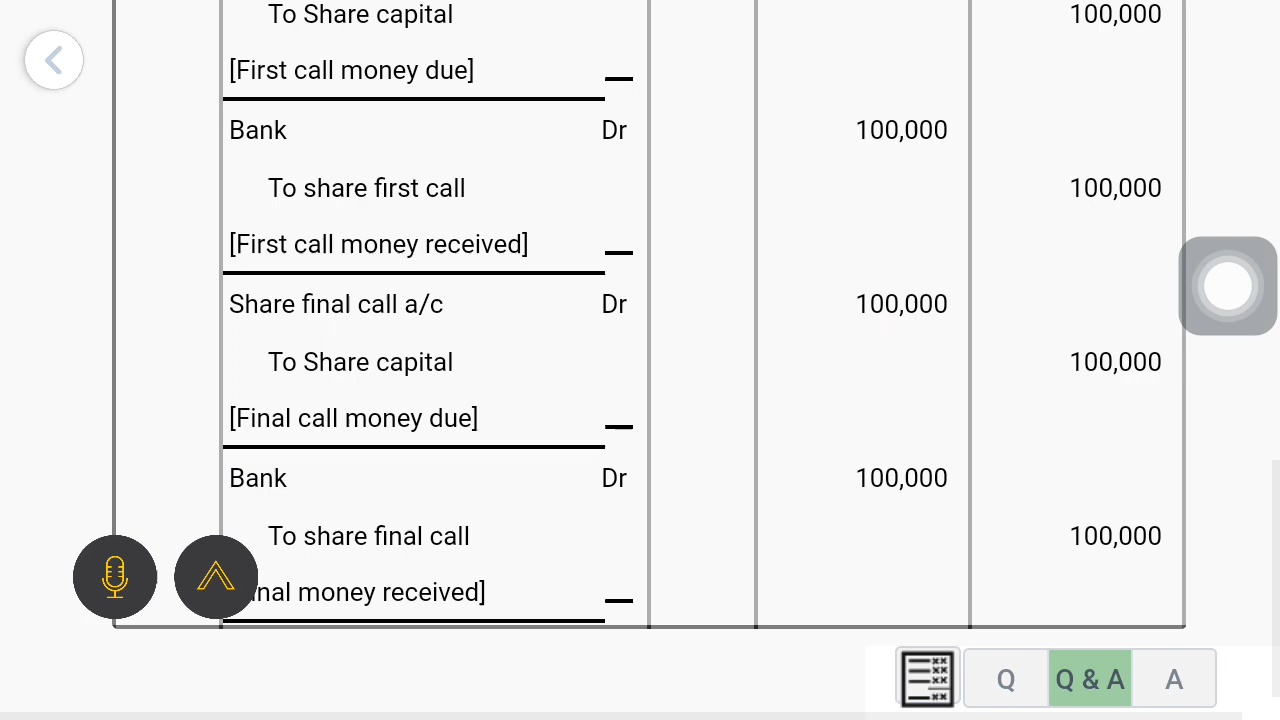 To Share capital 100,000
[First call money due]
Bank Dr 100,000
To share first call 100,000
[First call money received]
Share final call a/c Dr 100,000
To Share capital 100,000
[Final call money due]
Bank Dr 100,000
To share final call 100,000
money received]
Q Q & A A